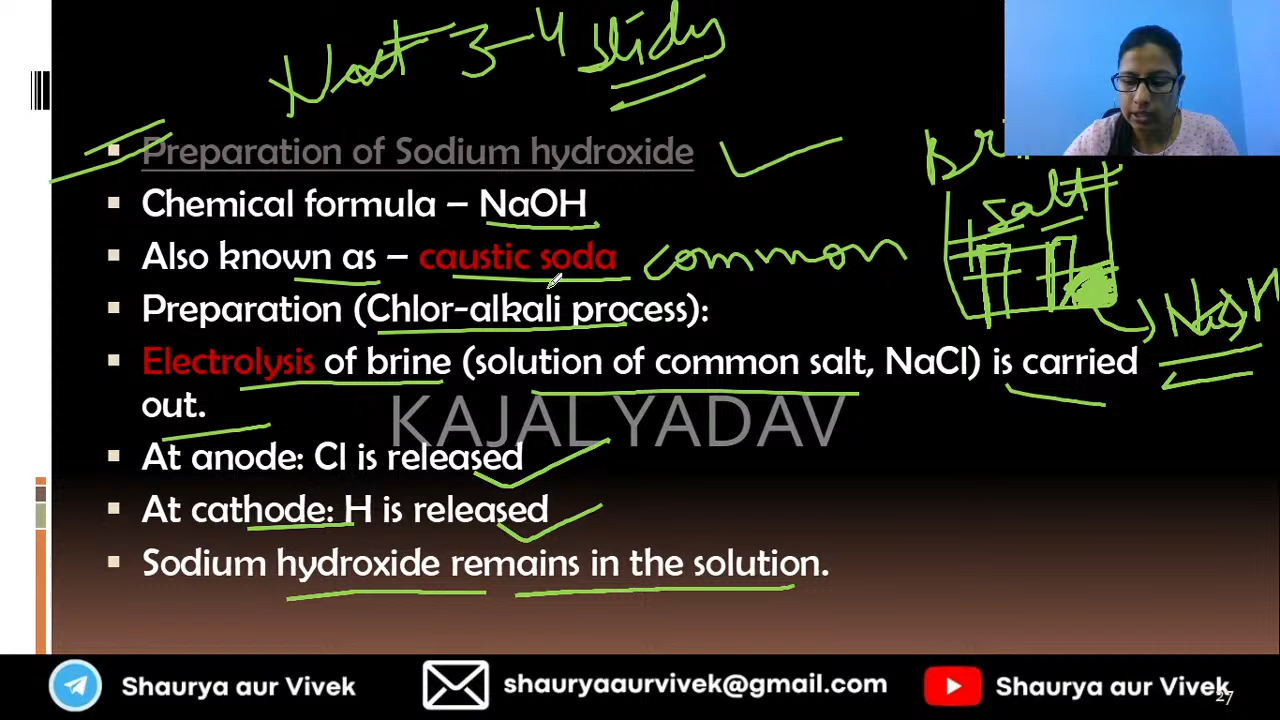 Next 3-4 slides
Preparation of Sodium hydroxide
Chemical formula – NaOH
Also known as – caustic soda common
Preparation (Chlor-alkali process):
Electrolysis of brine (solution of common salt, NaCl) is carried
out.
At anode: Cl is released
At cathode: H is released
Sodium hydroxide remains in the solution.
salt
NaOH
KAJAL YADAV
Shaurya aur Vivek
shauryaaurvivek@gmail.com
Shaurya aur Vivek
27